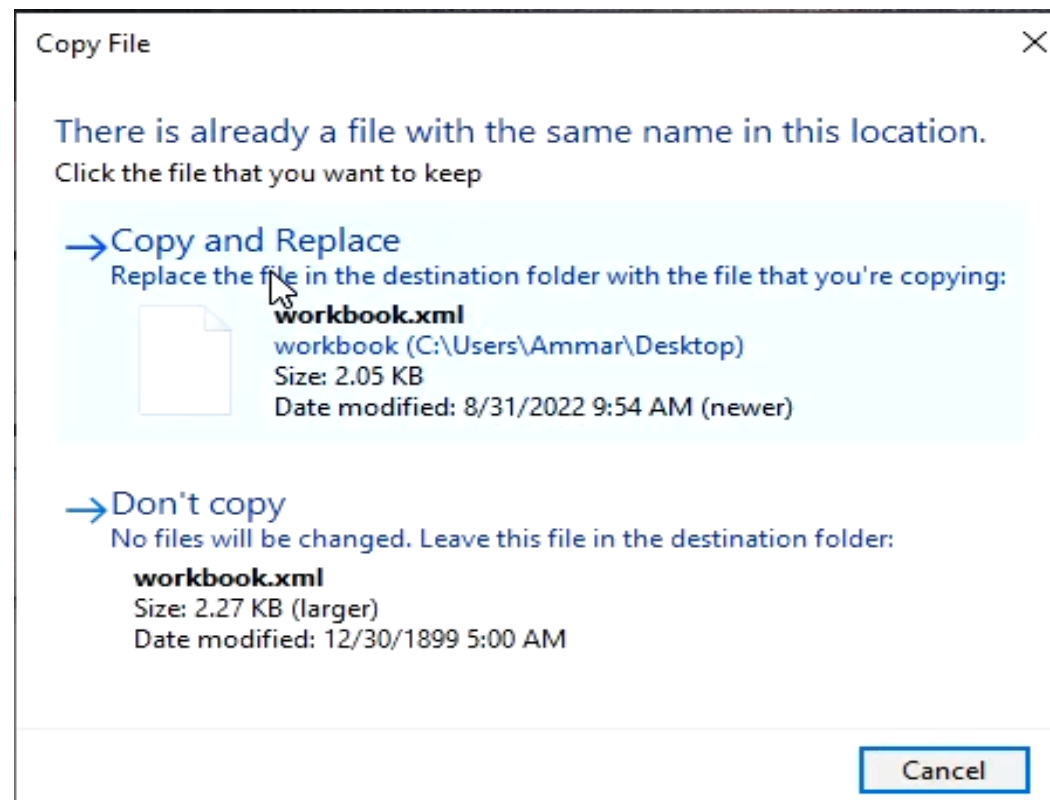 Copy File
There is already a file with the same name in this location.
Click the file that you want to keep
Copy and Replace
Replace the file in the destination folder with the file that you're copying:
workbook.xml
workbook (C:\Users\Ammar\Desktop)
Size: 2.05 KB
Date modified: 8/31/2022 9:54 AM (newer)
Don't copy
No files will be changed. Leave this file in the destination folder:
workbook.xml
Size: 2.27 KB (larger)
Date modified: 12/30/1899 5:00 AM
Cancel